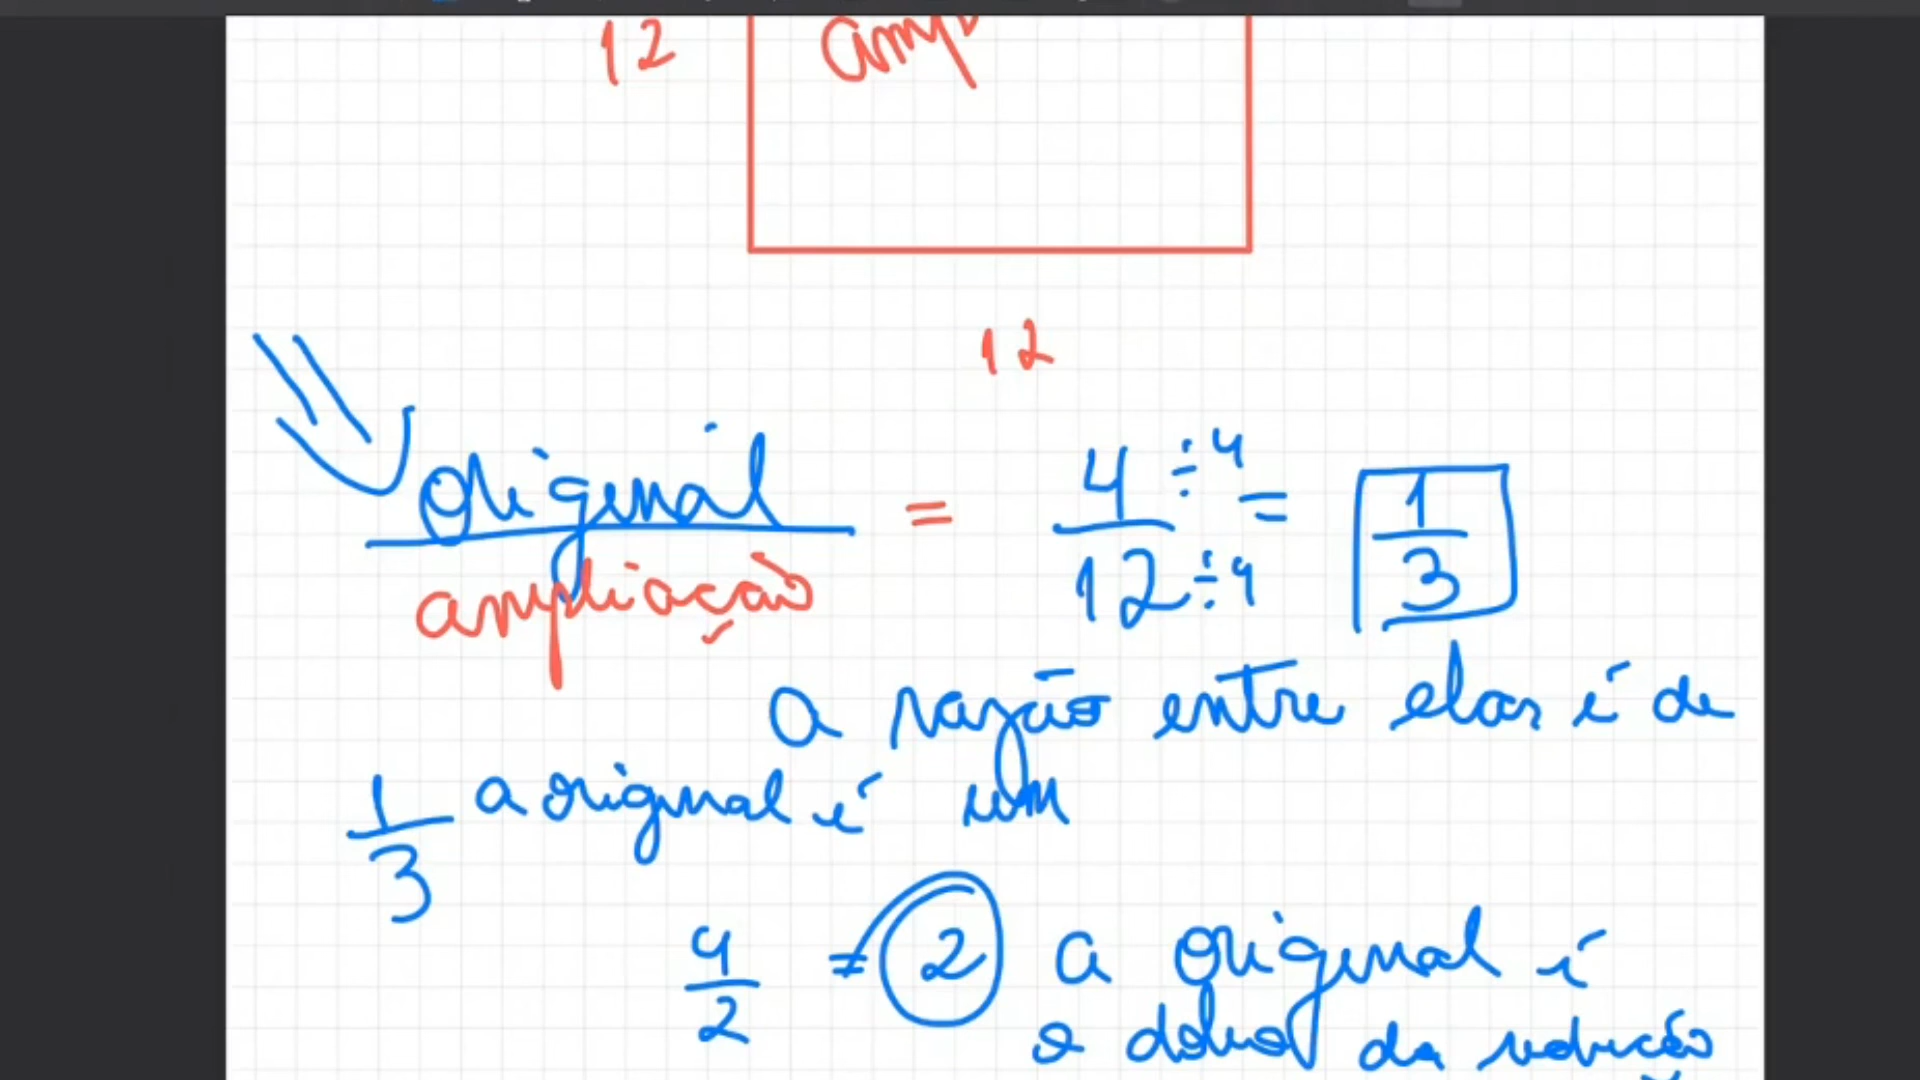 12 amp
12
original / ampliação = 4 ÷4 / 12 ÷4 = 1/3
a razão entre elas é de
1/3 a original é um
4/2 = 2 a original é
o dobro da redução